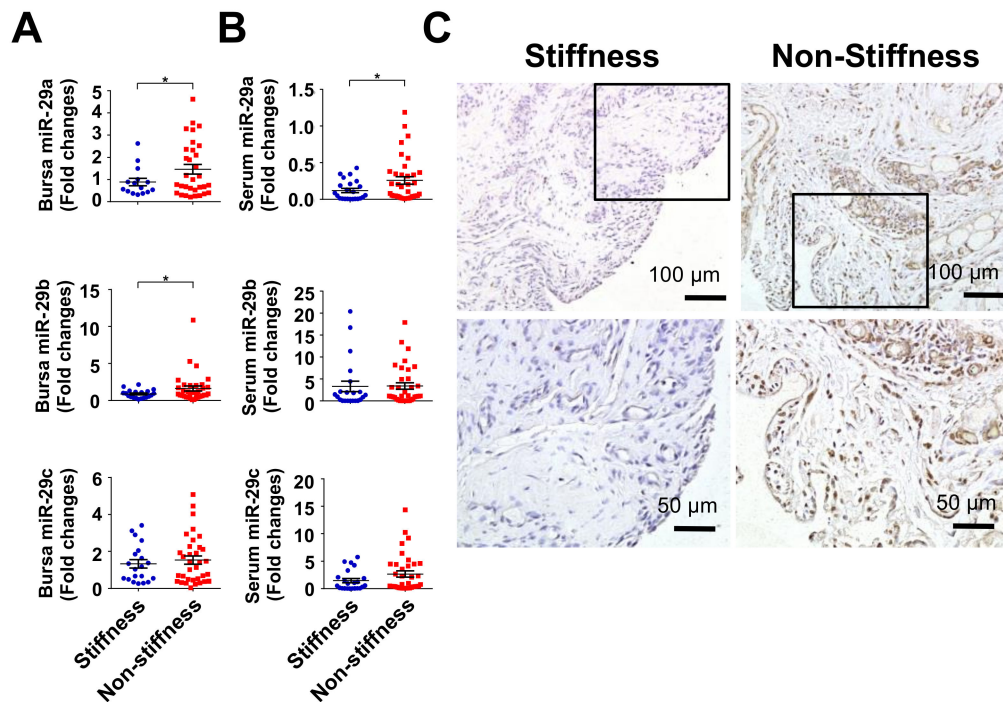 A
B
C
Stiffness
Non-Stiffness
Bursa miR-29a
(Fold changes)
5
4
3
2
1
0
*
Serum miR-29a
(Fold changes)
1.5
1.0
0.5
0.0
*
100 µm
100 µm
Bursa miR-29b
(Fold changes)
15
10
5
0
*
Serum miR-29b
(Fold changes)
25
20
15
10
5
0
50 µm
50 µm
Bursa miR-29c
(Fold changes)
6
4
2
0
Stiffness
Non-stiffness
Serum miR-29c
(Fold changes)
20
15
10
5
0
Stiffness
Non-stiffness